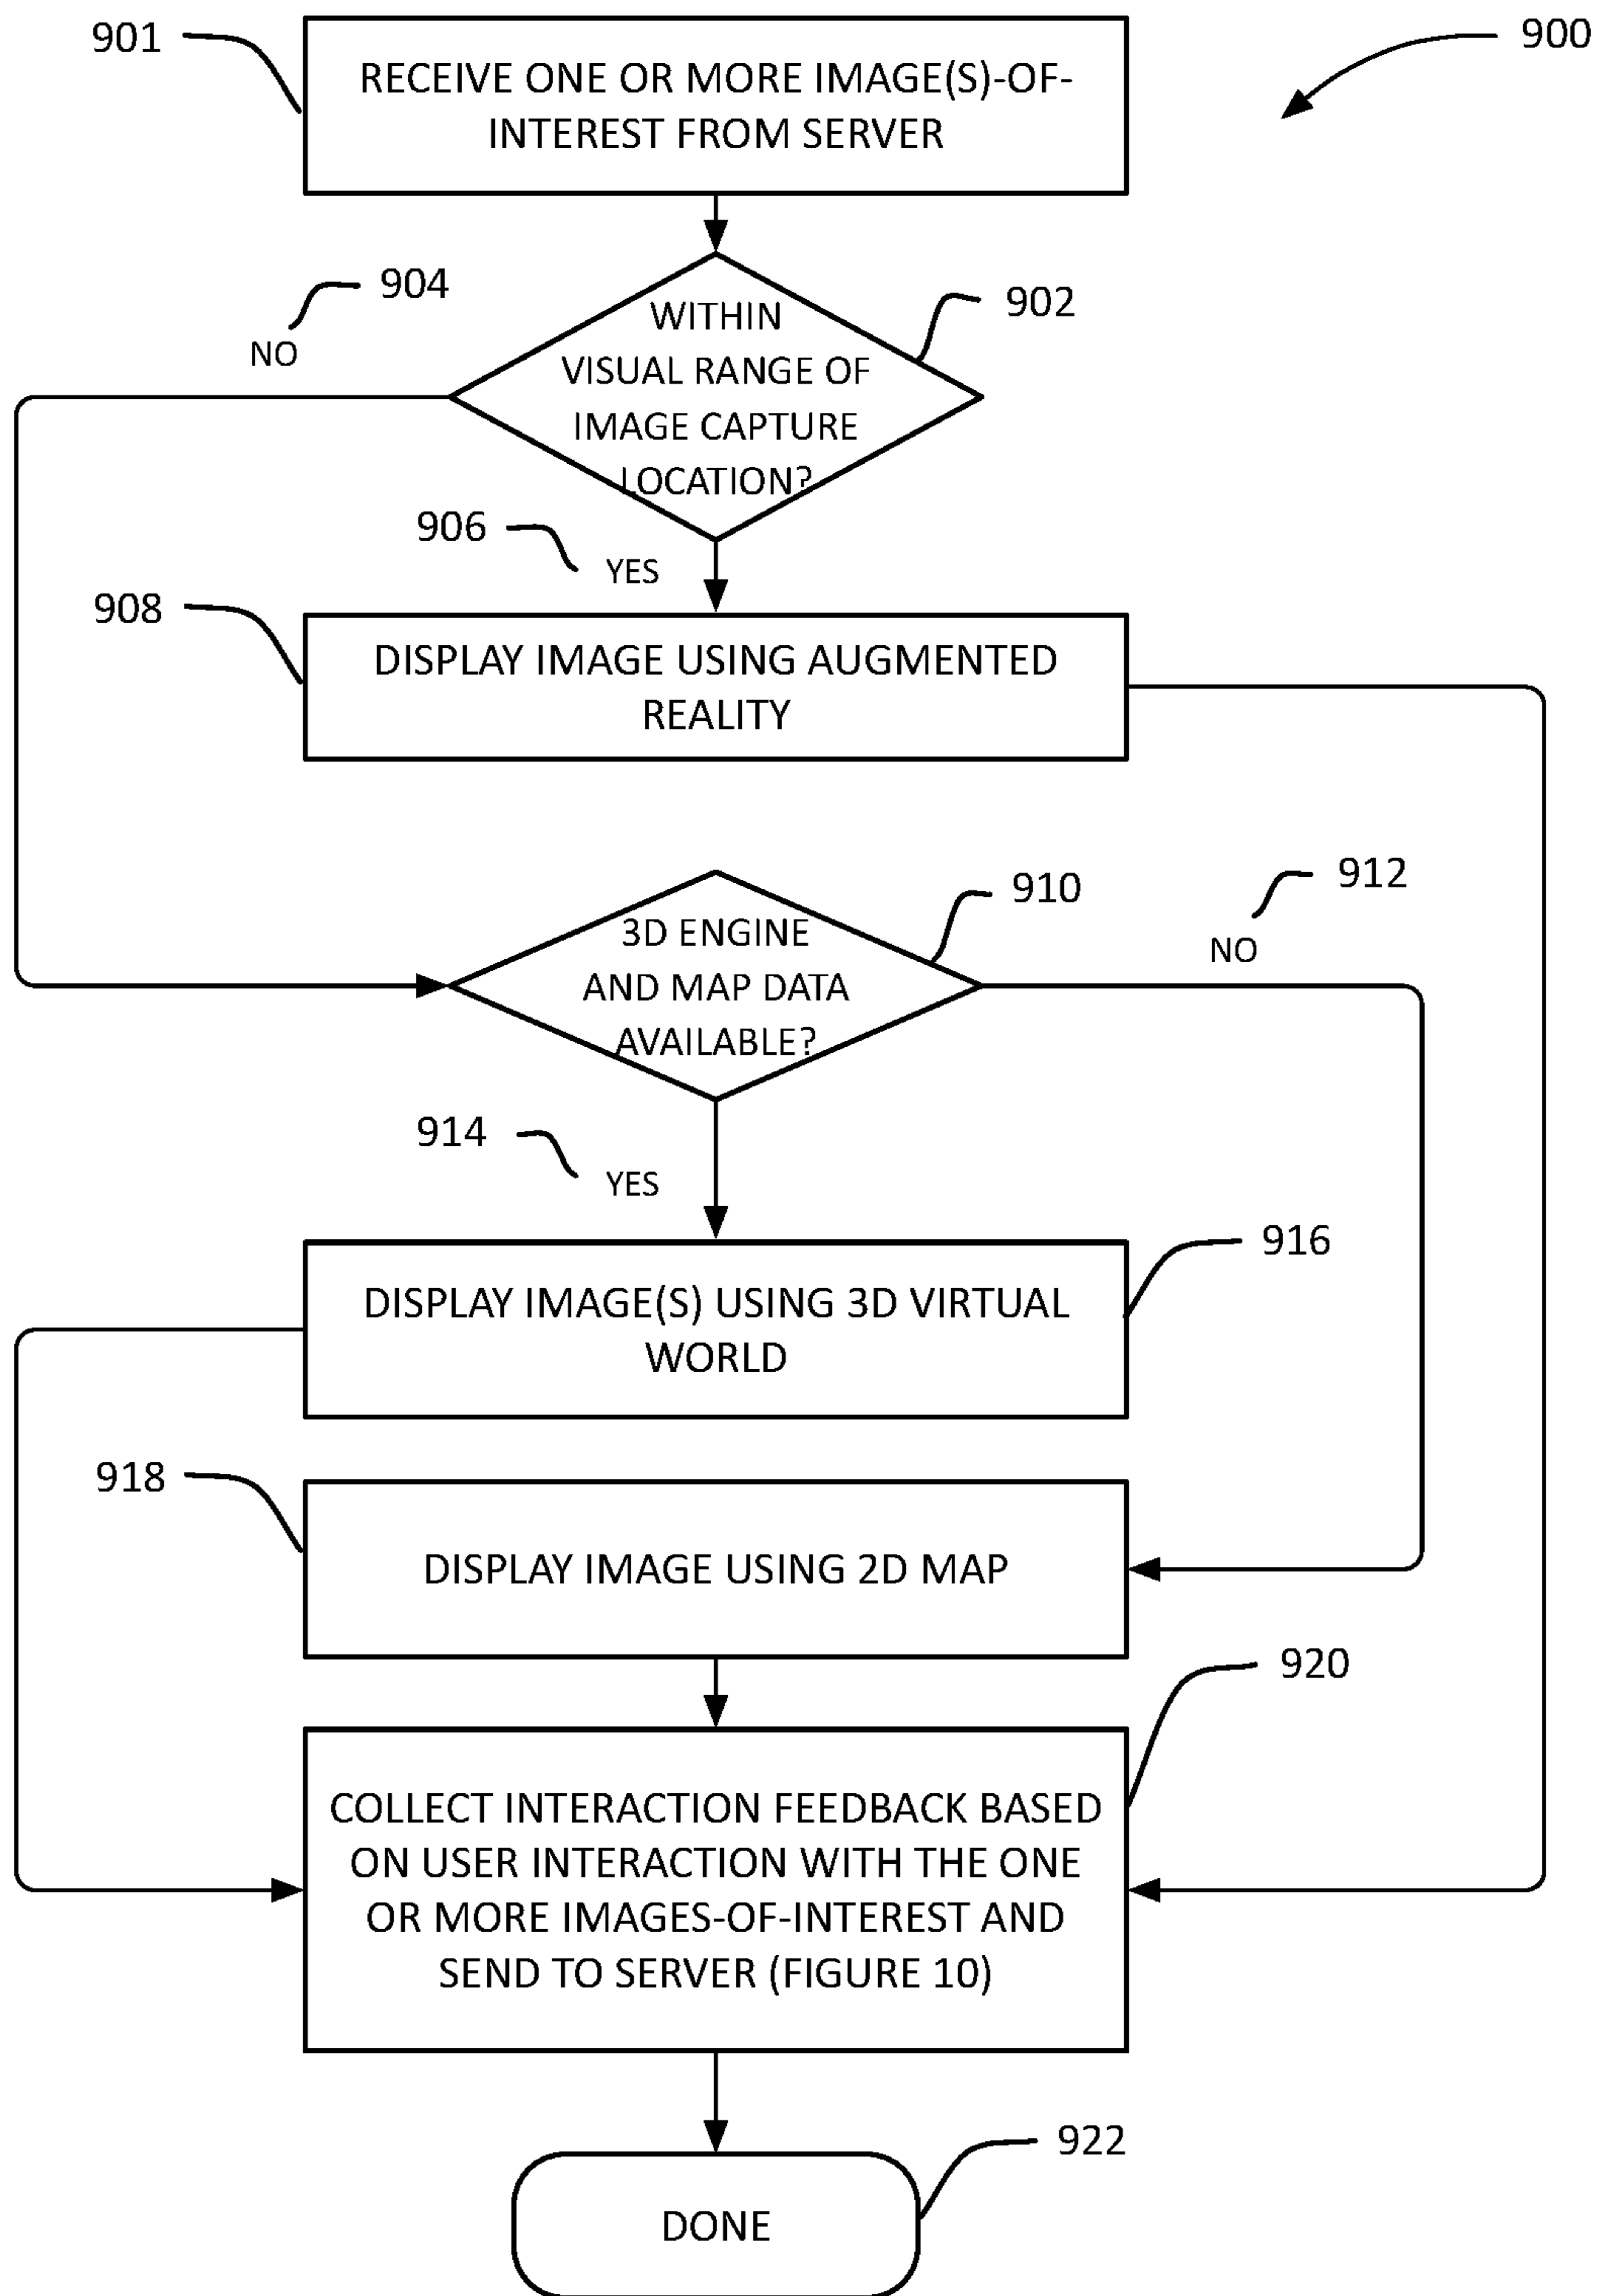 901
900
RECEIVE ONE OR MORE IMAGE(S)-OF-
INTEREST FROM SERVER
904
NO
902
WITHIN
VISUAL RANGE OF
IMAGE CAPTURE
LOCATION?
906
YES
908
DISPLAY IMAGE USING AUGMENTED
REALITY
910
912
NO
3D ENGINE
AND MAP DATA
AVAILABLE?
914
YES
916
DISPLAY IMAGE(S) USING 3D VIRTUAL
WORLD
918
DISPLAY IMAGE USING 2D MAP
920
COLLECT INTERACTION FEEDBACK BASED
ON USER INTERACTION WITH THE ONE
OR MORE IMAGES-OF-INTEREST AND
SEND TO SERVER (FIGURE 10)
922
DONE